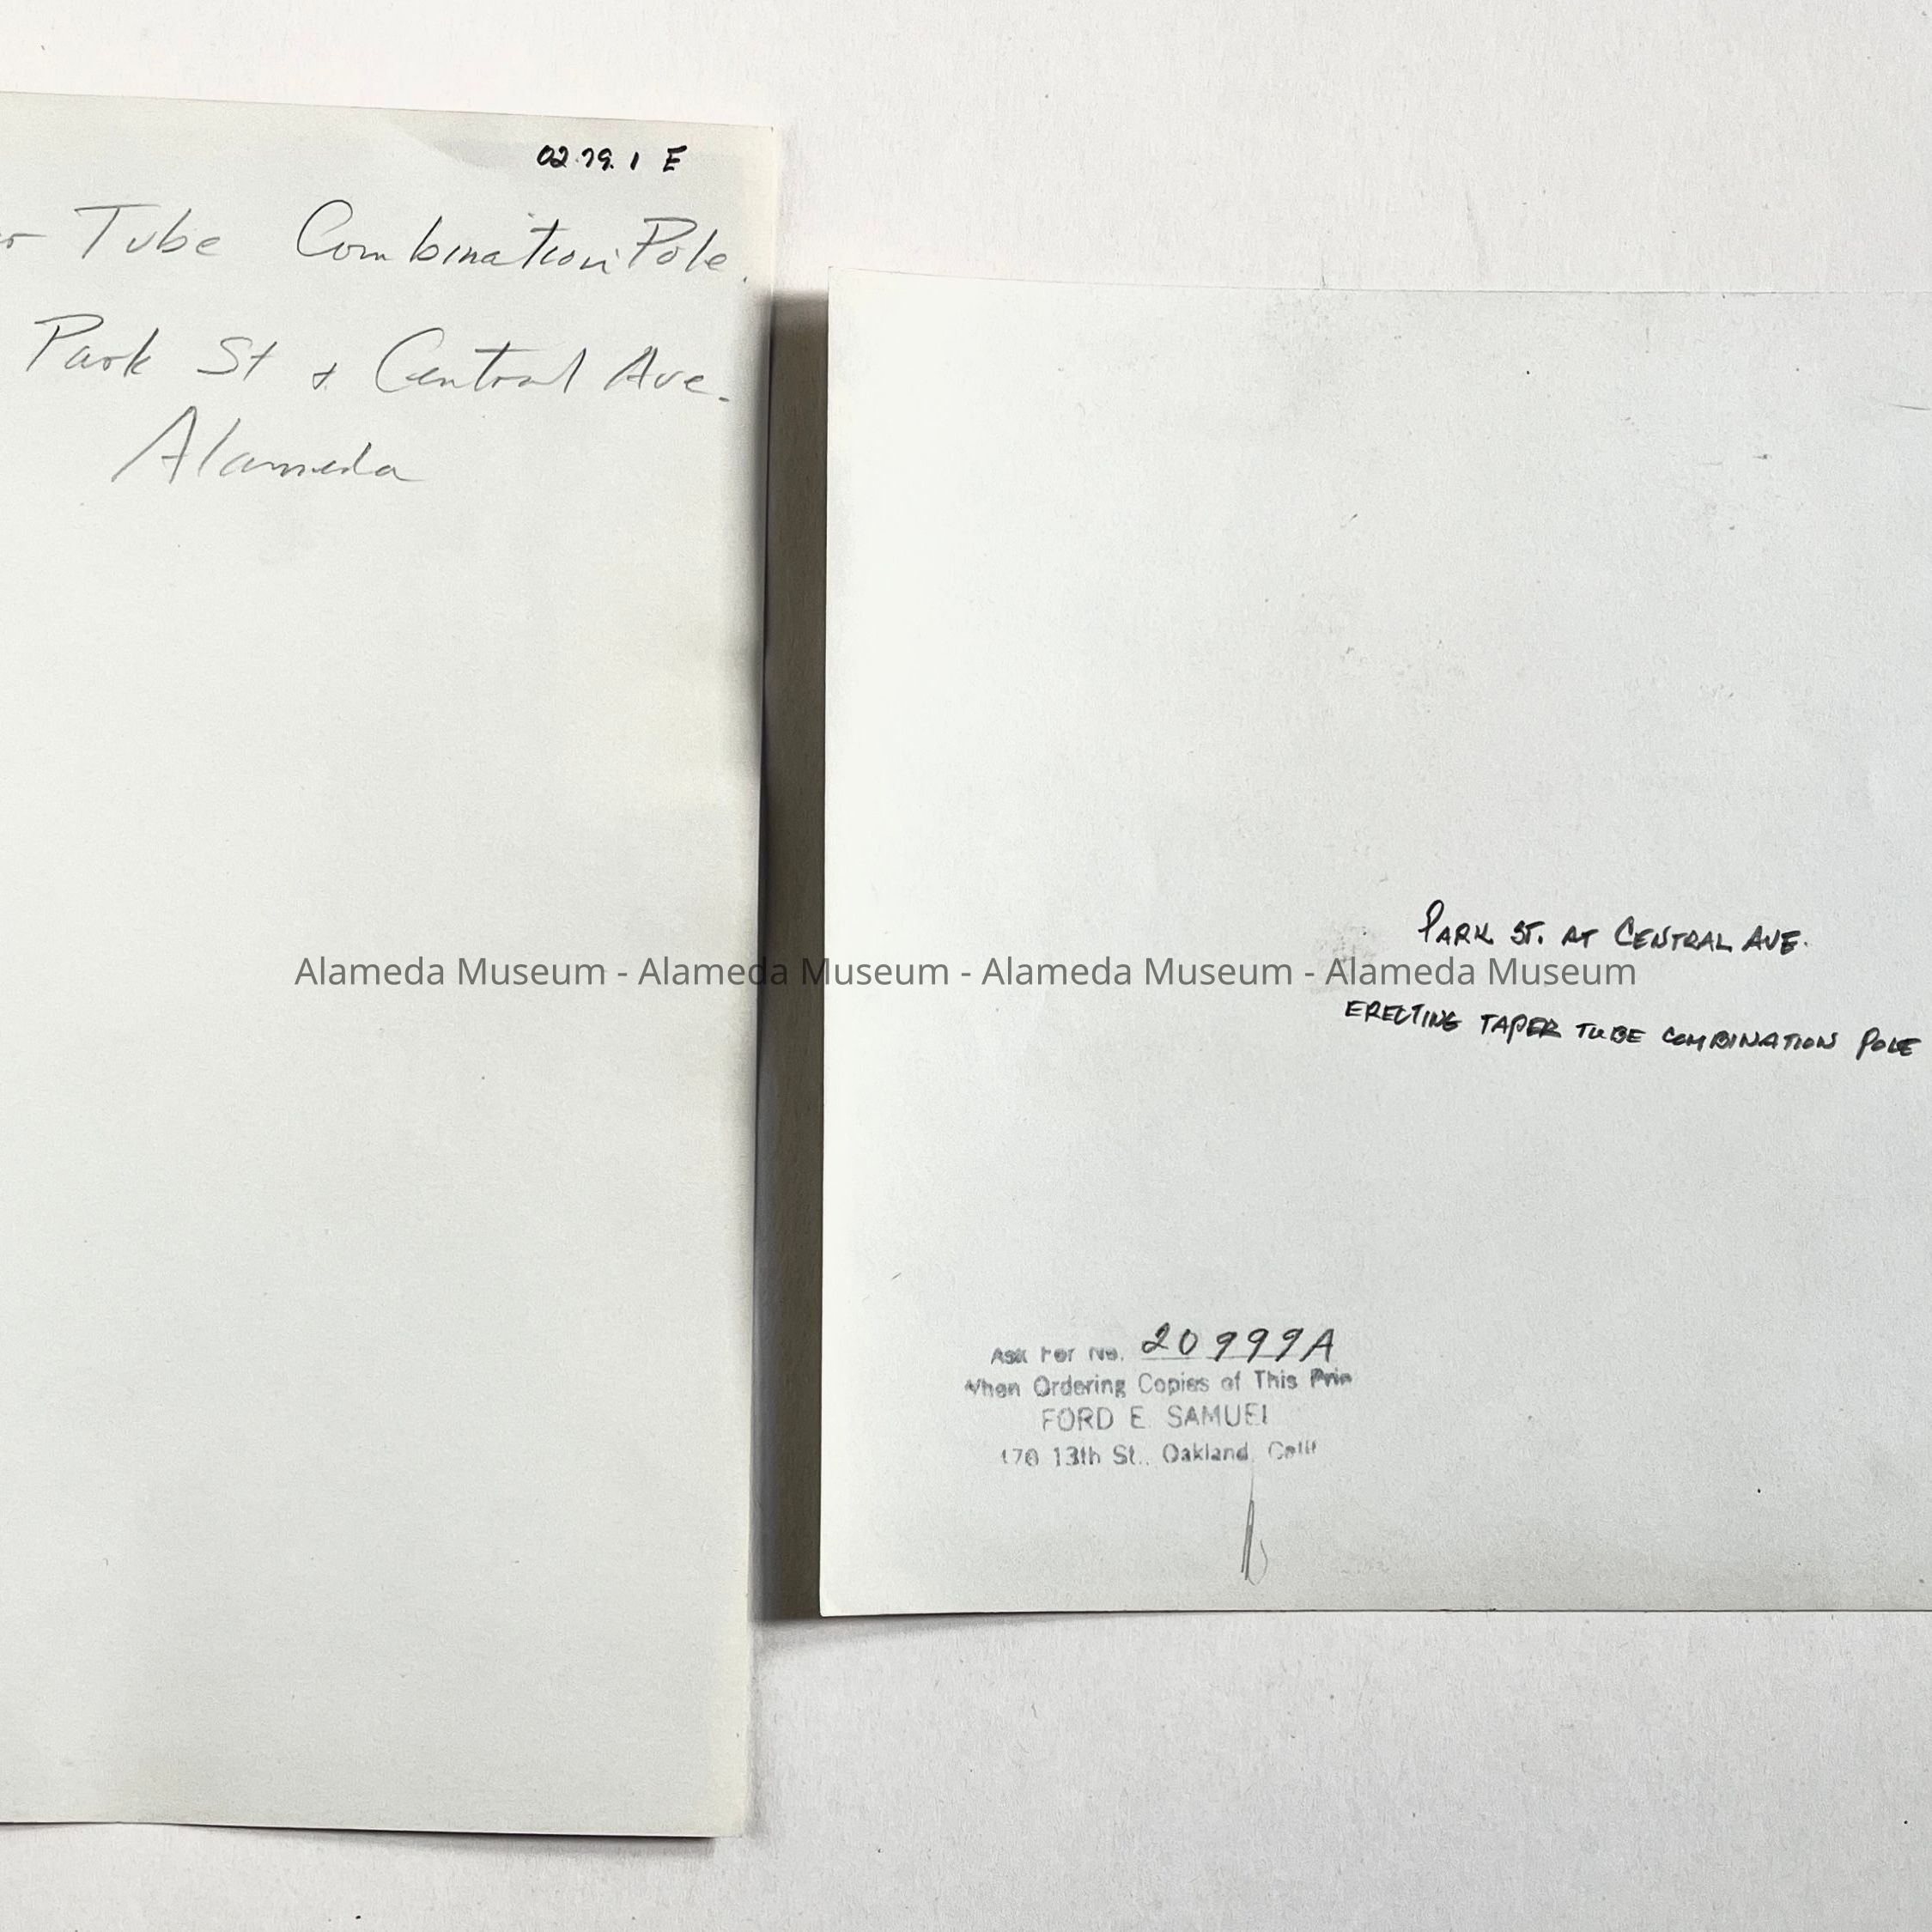 02.79.1 E
Tube Combination Pole.
Park St + Central Ave.
Alameda
PARK ST. AT CENTRAL AVE.
Alameda Museum - Alameda Museum - Alameda Museum - Alameda Museum
ERECTING TAPER TUBE COMBINATION POLE
Ask For No. 20999A
When Ordering Copies of This Prin
FORD E. SAMUEL
13th St., Oakland, Calif